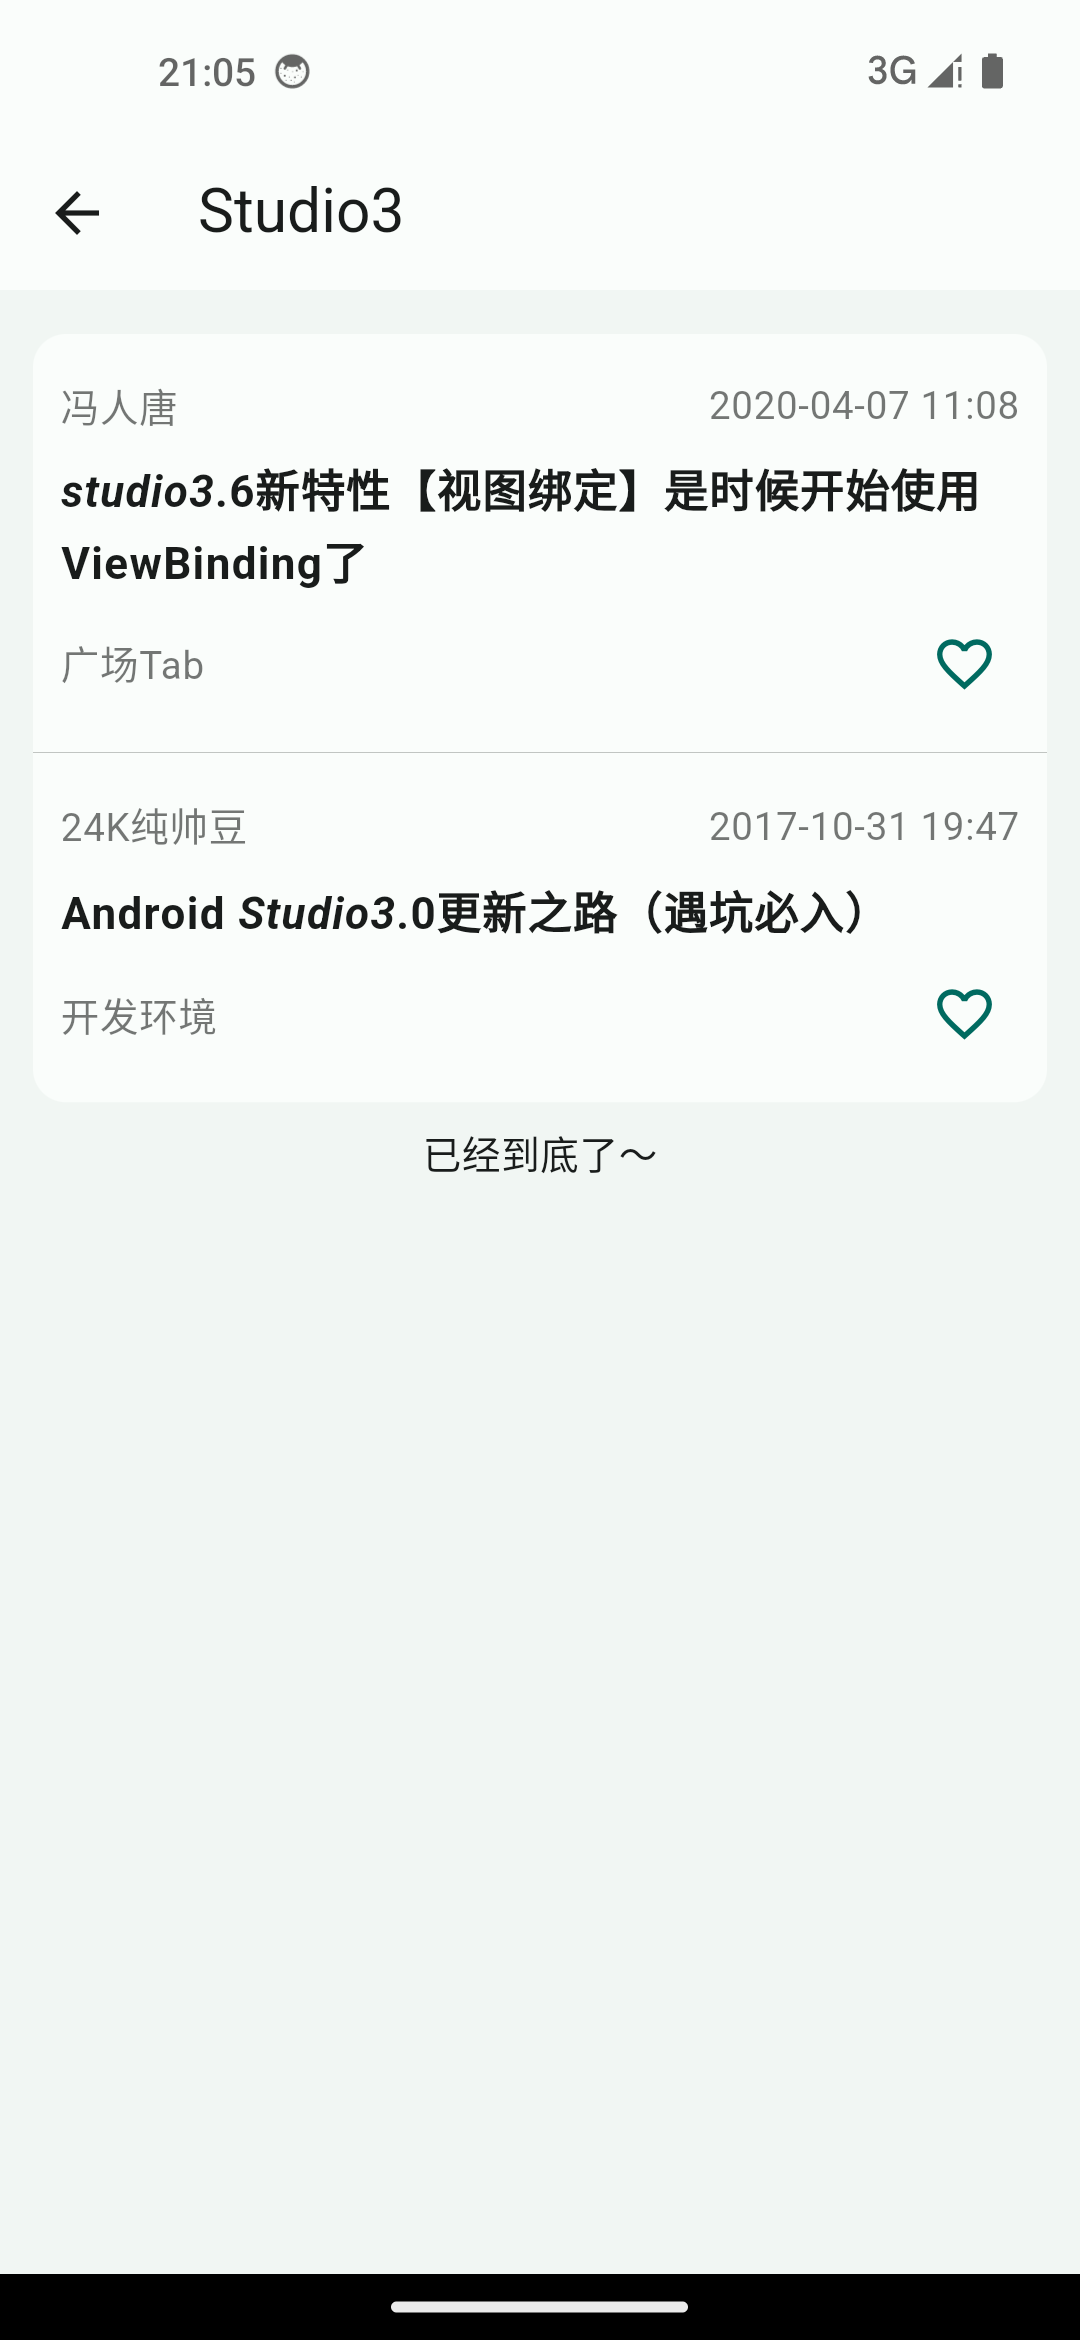 21:05
3G
Studio3
冯人唐
2020-04-07 11:08
studio3.6新特性【视图绑定】是时候开始使用
ViewBinding了
广场Tab
24K纯帅豆
2017-10-31 19:47
Android Studio3.0更新之路（遇坑必入）
开发环境
已经到底了～